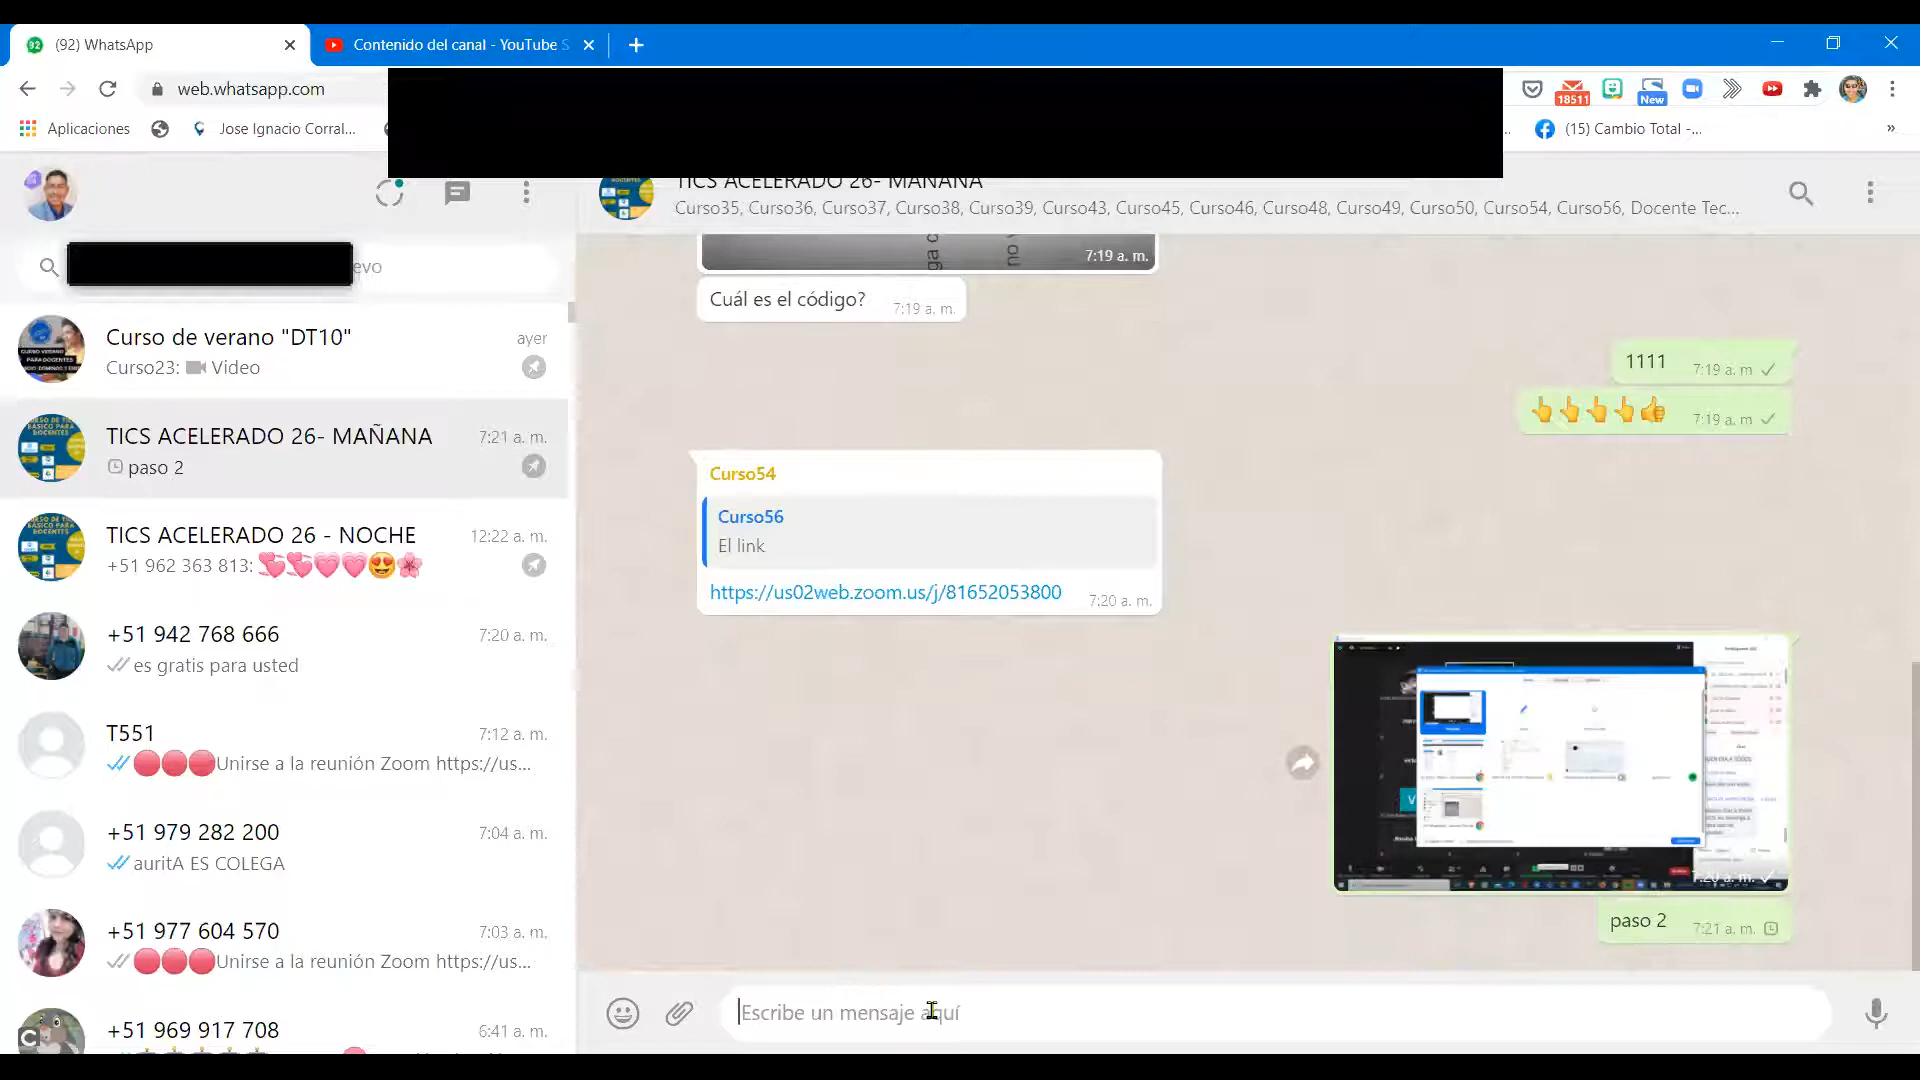 (92) WhatsApp
Contenido del canal - YouTube S
web.whatsapp.com
18511
New
Aplicaciones
Jose Ignacio Corral...
(15) Cambio Total -...
»
TICS ACELERADO 26- MAÑANA
Curso35, Curso36, Curso37, Curso38, Curso39, Curso43, Curso45, Curso46, Curso48, Curso49, Curso50, Curso54, Curso56, Docente Tec...
evo
Curso de verano "DT10"
ayer
Curso23: Video
TICS ACELERADO 26- MAÑANA
7:21 a. m.
paso 2
TICS ACELERADO 26 - NOCHE
12:22 a. m.
+51 962 363 813: 💞💞💗💗😍🌸
+51 942 768 666
7:20 a. m.
es gratis para usted
T551
7:12 a. m.
🔴🔴🔴Unirse a la reunión Zoom https://us...
+51 979 282 200
7:04 a. m.
auritA ES COLEGA
+51 977 604 570
7:03 a. m.
🔴🔴🔴Unirse a la reunión Zoom https://us...
+51 969 917 708
6:41 a. m.
7:19 a. m.
Cuál es el código?
7:19 a. m.
1111
7:19 a. m
👆👆👆👆👍
7:19 a. m.
Curso54
Curso56
El link
https://us02web.zoom.us/j/81652053800
7:20 a. m.
7:20 a. m.
paso 2
7:21 a. m.
Escribe un mensaje aquí